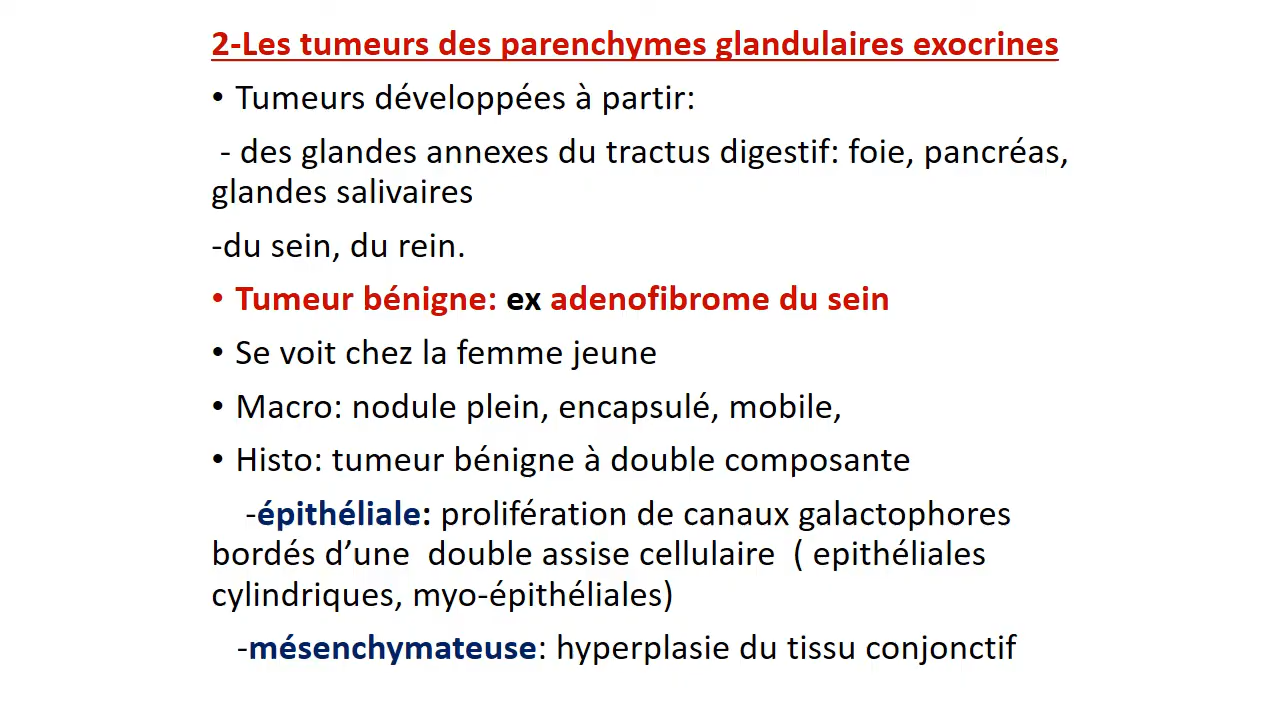 2-Les tumeurs des parenchymes glandulaires exocrines
• Tumeurs développées à partir:
- des glandes annexes du tractus digestif: foie, pancréas,
glandes salivaires
-du sein, du rein.
• Tumeur bénigne: ex adenofibrome du sein
• Se voit chez la femme jeune
• Macro: nodule plein, encapsulé, mobile,
• Histo: tumeur bénigne à double composante
-épithéliale: prolifération de canaux galactophores
bordés d’une  double assise cellulaire  ( epithéliales
cylindriques, myo-épithéliales)
-mésenchymateuse: hyperplasie du tissu conjonctif